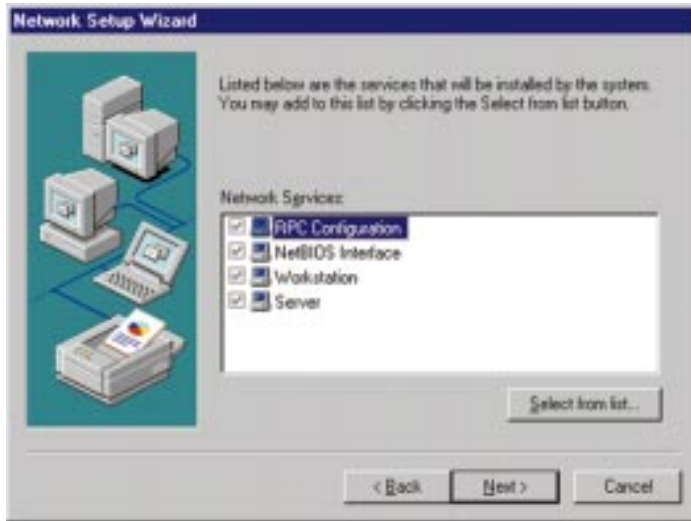 Network Setup Wizard
Listed below are the services that will be installed by the system.
You may add to this list by clicking the Select from list button.
Network Services:
RPC Configuration
NetBIOS Interface
Workstation
Server
Select from list...
< Back
Next >
Cancel